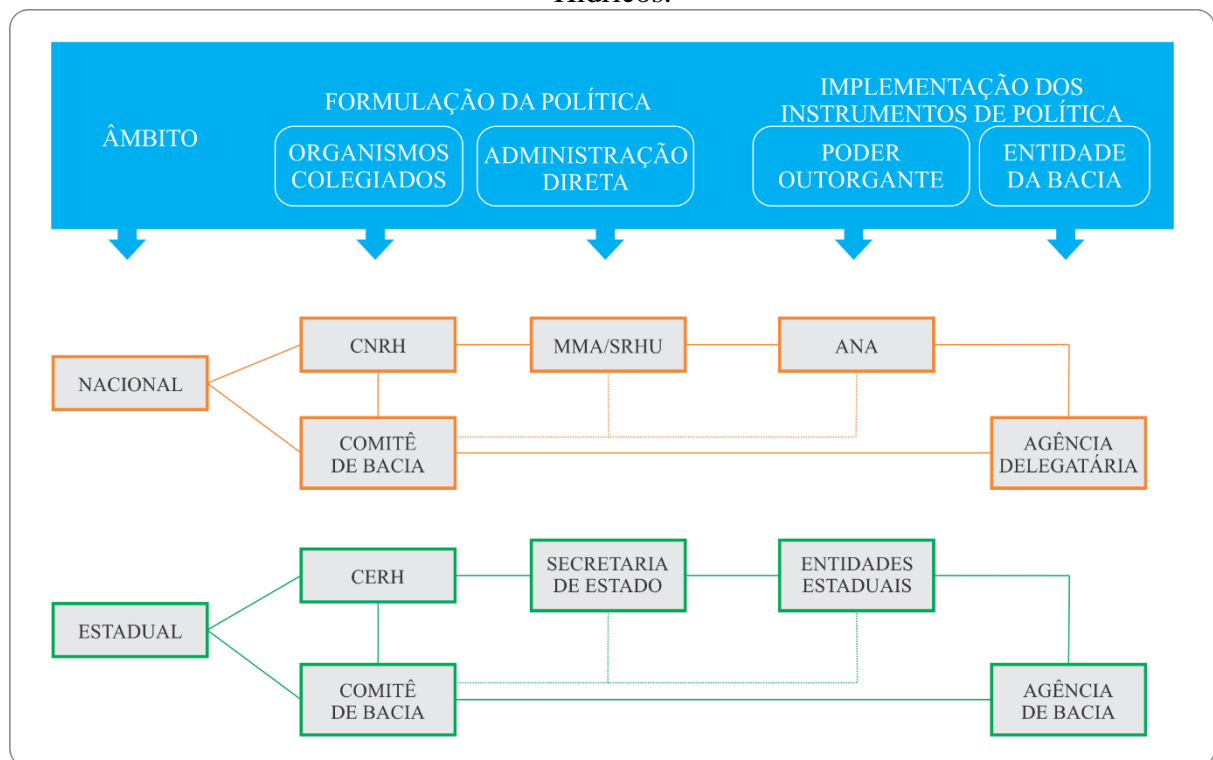 Hídricos.
ÂMBITO
FORMULAÇÃO DA POLÍTICA
IMPLEMENTAÇÃO DOS
INSTRUMENTOS DE POLÍTICA
ORGANISMOS
COLEGIADOS
ADMINISTRAÇÃO
DIRETA
PODER
OUTORGANTE
ENTIDADE
DA BACIA
NACIONAL
CNRH
MMA/SRHU
ANA
COMITÊ
DE BACIA
AGÊNCIA
DELEGATÁRIA
ESTADUAL
CERH
SECRETARIA
DE ESTADO
ENTIDADES
ESTADUAIS
COMITÊ
DE BACIA
AGÊNCIA
DE BACIA